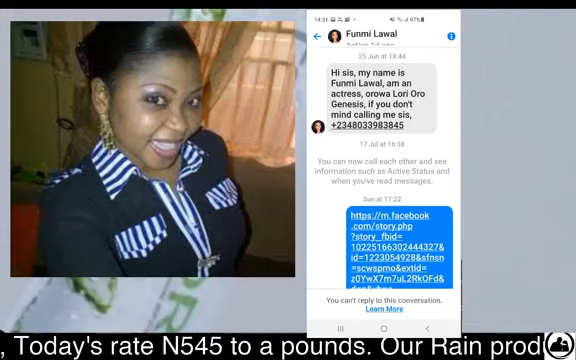 14:31
97%
Funmi Lawal
25 Jun at 18:44
Hi sis, my name is
Funmi Lawal, am an
actress, orowa Lori Oro
Genesis, if you don't
mind calling me sis,
+2348033983845
17 Jul at 16:38
You can now call each other and see
information such as Active Status and
when you've read messages.
Sun at 17:22
https://m.facebook
.com/story.php
?story_fbid=
1022516630244432​7&
id=1223054928&sfnsn
=scwspmo&extid=
z0YwX7m7uL2RkOFd&
You can't reply to this conversation.
Learn More
, Today's rate N545 to a pounds. Our Rain produ